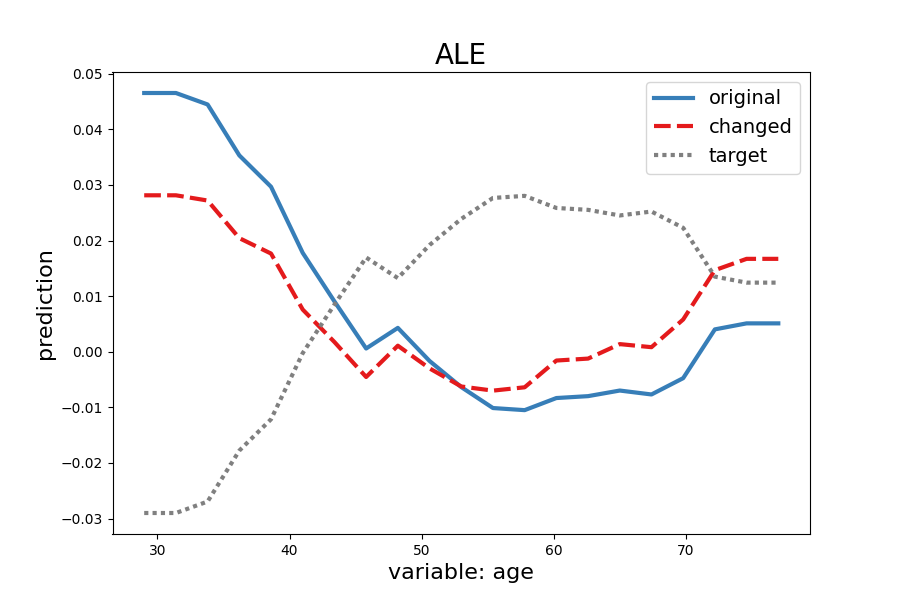 ALE
original
changed
target
0.05
0.04
0.03
0.02
0.01
0.00
−0.01
−0.02
−0.03
prediction
30 40 50 60 70
variable: age